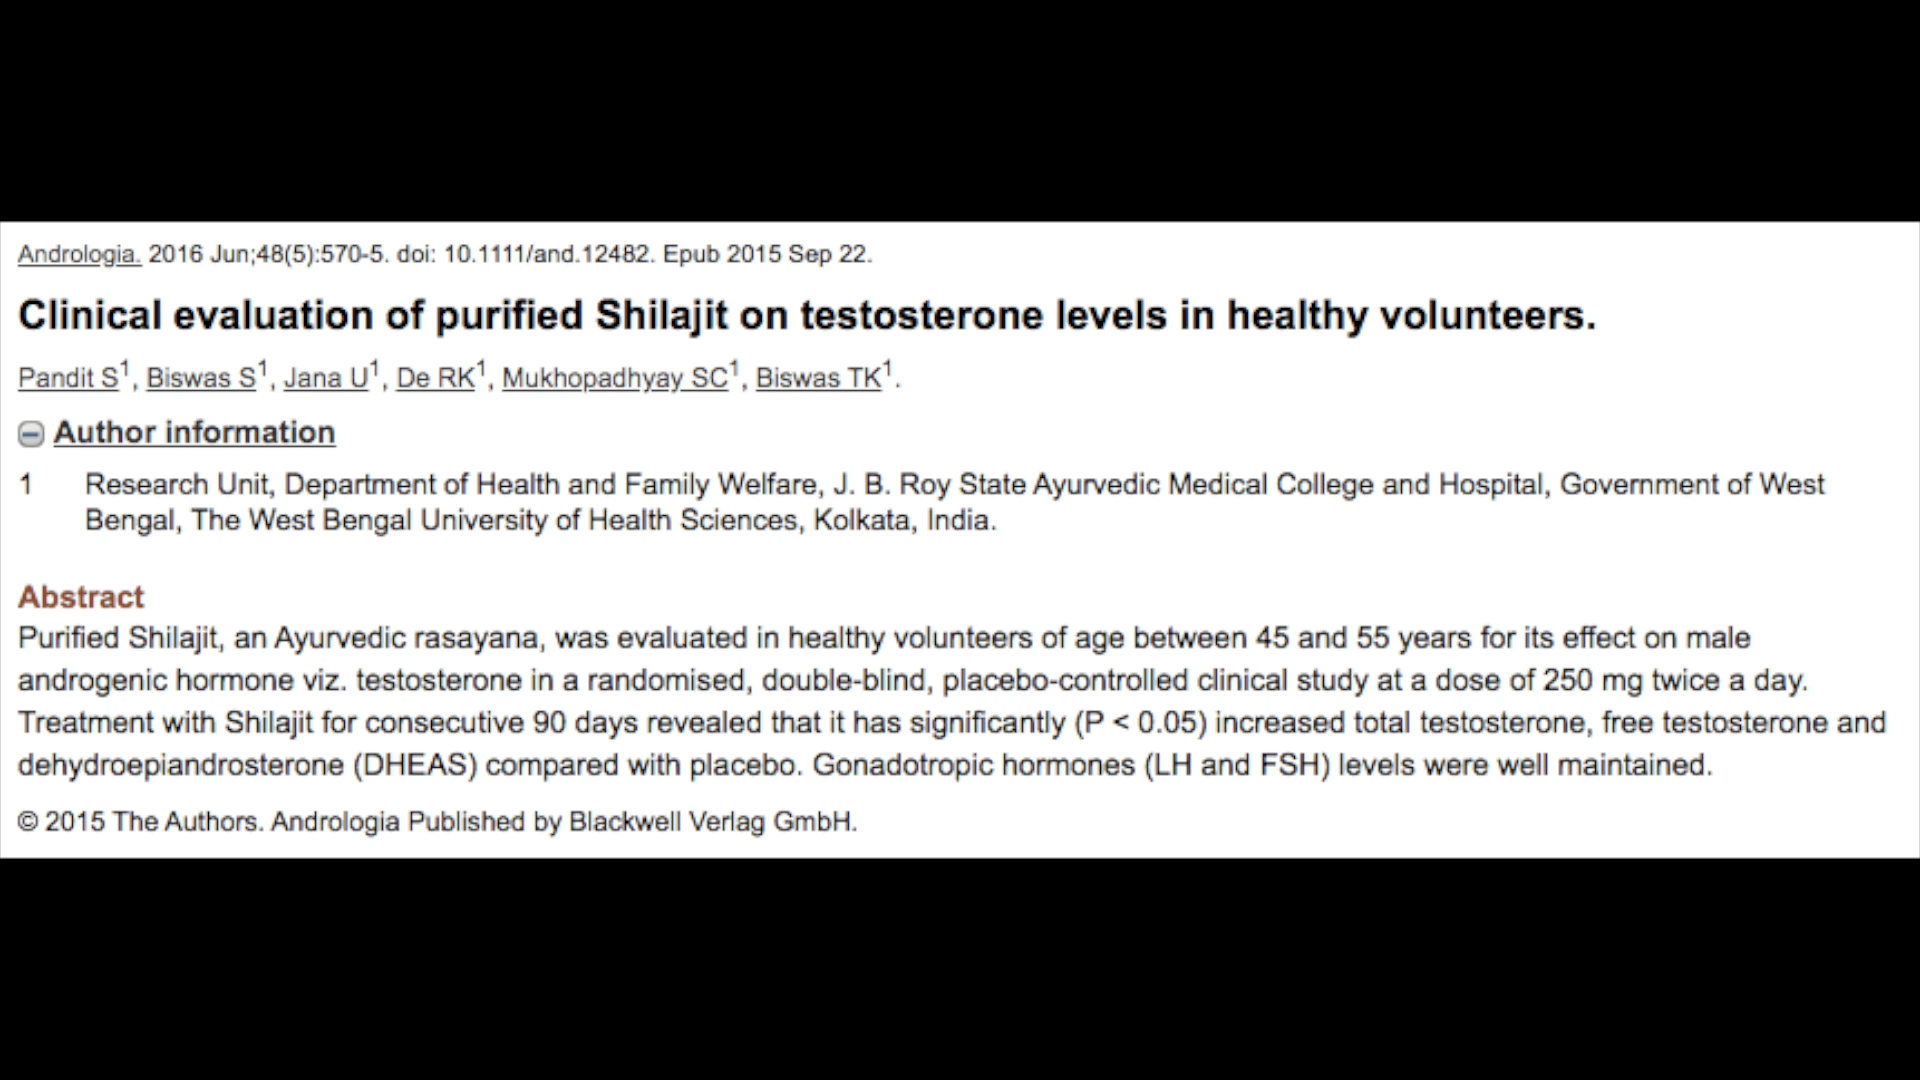 Andrologia. 2016 Jun;48(5):570-5. doi: 10.1111/and.12482. Epub 2015 Sep 22.
Clinical evaluation of purified Shilajit on testosterone levels in healthy volunteers.
Pandit S1, Biswas S1, Jana U1, De RK1, Mukhopadhyay SC1, Biswas TK1.
Author information
1 Research Unit, Department of Health and Family Welfare, J. B. Roy State Ayurvedic Medical College and Hospital, Government of West
Bengal, The West Bengal University of Health Sciences, Kolkata, India.
Abstract
Purified Shilajit, an Ayurvedic rasayana, was evaluated in healthy volunteers of age between 45 and 55 years for its effect on male
androgenic hormone viz. testosterone in a randomised, double-blind, placebo-controlled clinical study at a dose of 250 mg twice a day.
Treatment with Shilajit for consecutive 90 days revealed that it has significantly (P < 0.05) increased total testosterone, free testosterone and
dehydroepiandrosterone (DHEAS) compared with placebo. Gonadotropic hormones (LH and FSH) levels were well maintained.
© 2015 The Authors. Andrologia Published by Blackwell Verlag GmbH.